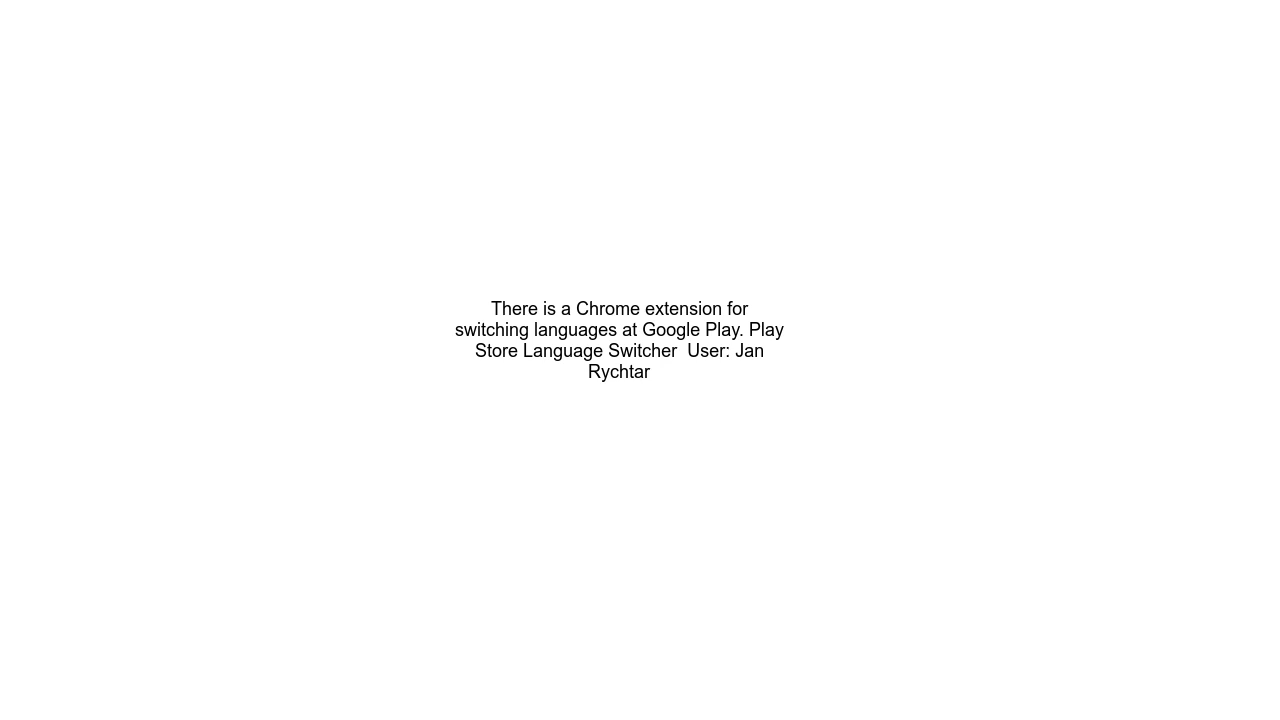 There is a Chrome extension for
switching languages at Google Play. Play
Store Language Switcher  User: Jan
Rychtar